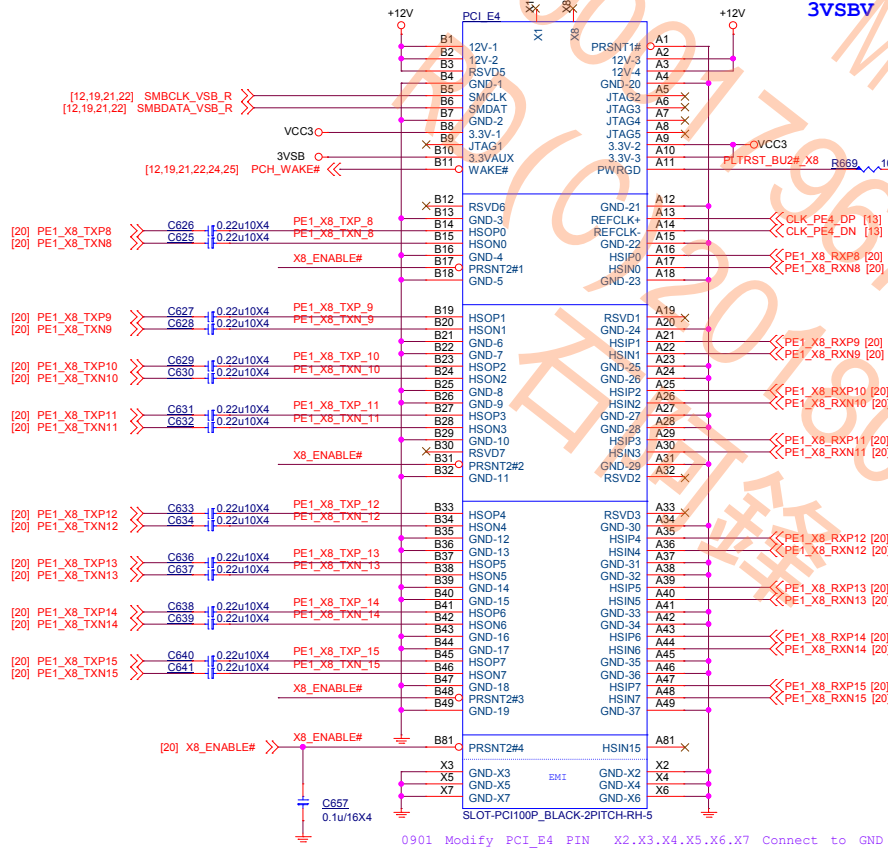 3VSBV
+12V
PCI_E4
X1
X8
+12V
B1 12V-1 PRSNT1# A1
B2 12V-2 12V-3 A2
B3 RSVD5 12V-4 A3
B4 GND-1 GND-20 A4
[12,19,21,22] SMBCLK_VSB_R B5 SMCLK JTAG2 A5
[12,19,21,22] SMBDATA_VSB_R B6 SMDAT JTAG3 A6
B7 GND-2 JTAG4 A7
VCC3 B8 3.3V-1 JTAG5 A8
B9 JTAG1 3.3V-2 A9 VCC3
3VSB B10 3.3VAUX 3.3V-3 A10
[12,19,21,22,24,25] PCH_WAKE# B11 WAKE# PWRGD A11 PLTRST_BU2#_X8 R669
B12 RSVD6 GND-21 A12
B13 GND-3 REFCLK+ A13 CLK_PE4_DP [13]
[20] PE1_X8_TXP8 C626 0.22u10X4 PE1_X8_TXP_8 B14 HSOP0 REFCLK- A14 CLK_PE4_DN [13]
[20] PE1_X8_TXN8 C625 0.22u10X4 PE1_X8_TXN_8 B15 HSON0 GND-22 A15
B16 GND-4 HSIP0 A16 PE1_X8_RXP8 [20]
X8_ENABLE# B17 PRSNT2#1 HSIN0 A17 PE1_X8_RXN8 [20]
B18 GND-5 GND-23 A18
[20] PE1_X8_TXP9 C627 0.22u10X4 PE1_X8_TXP_9 B19 HSOP1 RSVD1 A19
[20] PE1_X8_TXN9 C628 0.22u10X4 PE1_X8_TXN_9 B20 HSON1 GND-24 A20
B21 GND-6 HSIP1 A21 PE1_X8_RXP9 [20]
B22 GND-7 HSIN1 A22 PE1_X8_RXN9 [20]
[20] PE1_X8_TXP10 C629 0.22u10X4 PE1_X8_TXP_10 B23 HSOP2 GND-25 A23
[20] PE1_X8_TXN10 C630 0.22u10X4 PE1_X8_TXN_10 B24 HSON2 GND-26 A24
B25 GND-8 HSIP2 A25 PE1_X8_RXP10 [20]
B26 GND-9 HSIN2 A26 PE1_X8_RXN10 [20]
[20] PE1_X8_TXP11 C631 0.22u10X4 PE1_X8_TXP_11 B27 HSOP3 GND-27 A27
[20] PE1_X8_TXN11 C632 0.22u10X4 PE1_X8_TXN_11 B28 HSON3 GND-28 A28
B29 GND-10 HSIP3 A29 PE1_X8_RXP11 [20]
B30 RSVD7 HSIN3 A30 PE1_X8_RXN11 [20]
X8_ENABLE# B31 PRSNT2#2 GND-29 A31
B32 GND-11 RSVD2 A32
[20] PE1_X8_TXP12 C633 0.22u10X4 PE1_X8_TXP_12 B33 HSOP4 RSVD3 A33
[20] PE1_X8_TXN12 C634 0.22u10X4 PE1_X8_TXN_12 B34 HSON4 GND-30 A34
B35 GND-12 HSIP4 A35 PE1_X8_RXP12 [20]
B36 GND-13 HSIN4 A36 PE1_X8_RXN12 [20]
[20] PE1_X8_TXP13 C636 0.22u10X4 PE1_X8_TXP_13 B37 HSOP5 GND-31 A37
[20] PE1_X8_TXN13 C637 0.22u10X4 PE1_X8_TXN_13 B38 HSON5 GND-32 A38
B39 GND-14 HSIP5 A39 PE1_X8_RXP13 [20]
B40 GND-15 HSIN5 A40 PE1_X8_RXN13 [20]
[20] PE1_X8_TXP14 C638 0.22u10X4 PE1_X8_TXP_14 B41 HSOP6 GND-33 A41
[20] PE1_X8_TXN14 C639 0.22u10X4 PE1_X8_TXN_14 B42 HSON6 GND-34 A42
B43 GND-16 HSIP6 A43 PE1_X8_RXP14 [20]
B44 GND-17 HSIN6 A44 PE1_X8_RXN14 [20]
[20] PE1_X8_TXP15 C640 0.22u10X4 PE1_X8_TXP_15 B45 HSOP7 GND-35 A45
[20] PE1_X8_TXN15 C641 0.22u10X4 PE1_X8_TXN_15 B46 HSON7 GND-36 A46
B47 GND-18 HSIP7 A47 PE1_X8_RXP15 [20]
X8_ENABLE# B48 PRSNT2#3 HSIN7 A48 PE1_X8_RXN15 [20]
B49 GND-19 GND-37 A49
[20] X8_ENABLE# X8_ENABLE# B81 PRSNT2#4 HSIN15 A81
X3 GND-X3 EMI GND-X2 X2
X5 GND-X5 GND-X4 X4
X7 GND-X7 GND-X6 X6
C657
0.1u/16X4
SLOT-PCI100P_BLACK-2PITCH-RH-5
0901 Modify PCI_E4 PIN X2.X3.X4.X5.X6.X7 Connect to GND